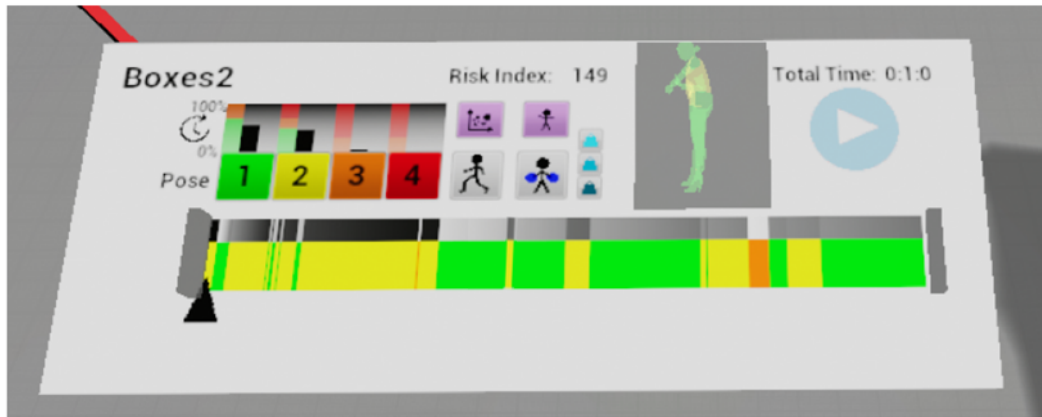 Boxes2
Risk Index: 149
Total Time: 0:1:0
100%
0%
Pose 1 2 3 4